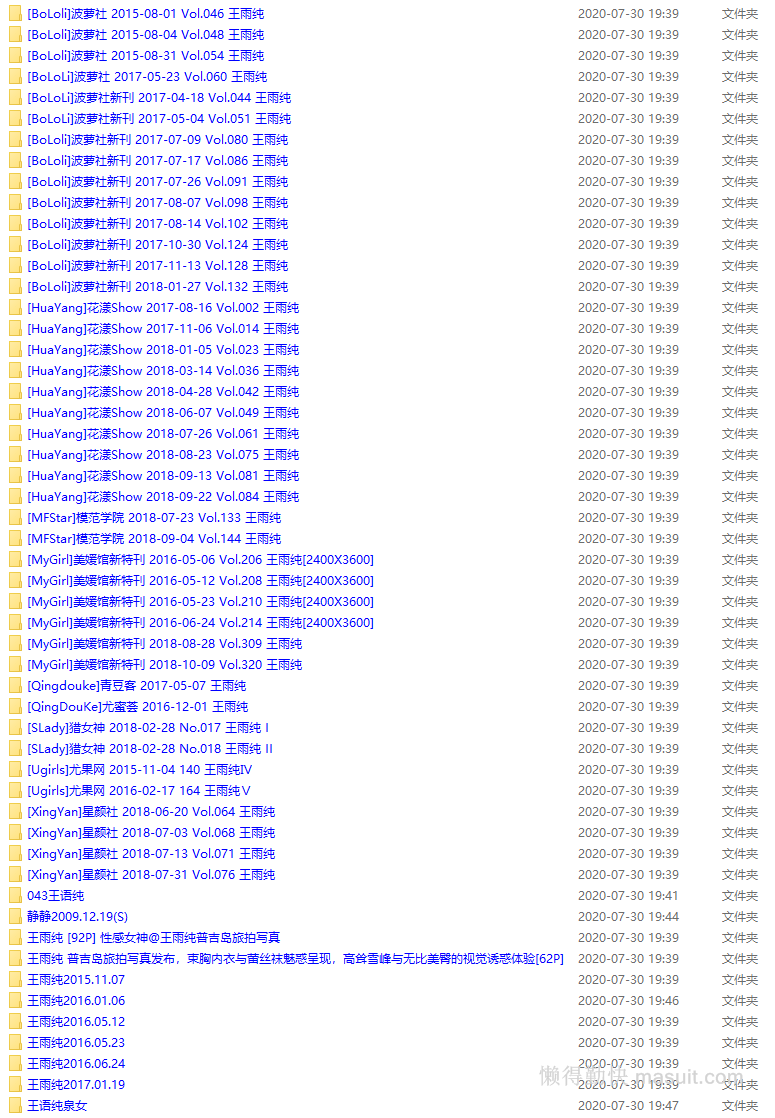 [BoLoli]波萝社 2015-08-01 Vol.046 王雨纯 2020-07-30 19:39 文件夹
[BoLoli]波萝社 2015-08-04 Vol.048 王雨纯 2020-07-30 19:39 文件夹
[BoLoli]波萝社 2015-08-31 Vol.054 王雨纯 2020-07-30 19:39 文件夹
[BoLoLi]波萝社 2017-05-23 Vol.060 王雨纯 2020-07-30 19:39 文件夹
[BoLoLi]波萝社新刊 2017-04-18 Vol.044 王雨纯 2020-07-30 19:39 文件夹
[BoLoLi]波萝社新刊 2017-05-04 Vol.051 王雨纯 2020-07-30 19:39 文件夹
[BoLoli]波萝社新刊 2017-07-09 Vol.080 王雨纯 2020-07-30 19:39 文件夹
[BoLoli]波萝社新刊 2017-07-17 Vol.086 王雨纯 2020-07-30 19:39 文件夹
[BoLoli]波萝社新刊 2017-07-26 Vol.091 王雨纯 2020-07-30 19:39 文件夹
[BoLoli]波萝社新刊 2017-08-07 Vol.098 王雨纯 2020-07-30 19:39 文件夹
[BoLoli]波萝社新刊 2017-08-14 Vol.102 王雨纯 2020-07-30 19:39 文件夹
[BoLoli]波萝社新刊 2017-10-30 Vol.124 王雨纯 2020-07-30 19:39 文件夹
[BoLoli]波萝社新刊 2017-11-13 Vol.128 王雨纯 2020-07-30 19:39 文件夹
[BoLoli]波萝社新刊 2018-01-27 Vol.132 王雨纯 2020-07-30 19:39 文件夹
[HuaYang]花漾Show 2017-08-16 Vol.002 王雨纯 2020-07-30 19:39 文件夹
[HuaYang]花漾Show 2017-11-06 Vol.014 王雨纯 2020-07-30 19:39 文件夹
[HuaYang]花漾Show 2018-01-05 Vol.023 王雨纯 2020-07-30 19:39 文件夹
[HuaYang]花漾Show 2018-03-14 Vol.036 王雨纯 2020-07-30 19:39 文件夹
[HuaYang]花漾Show 2018-04-28 Vol.042 王雨纯 2020-07-30 19:39 文件夹
[HuaYang]花漾Show 2018-06-07 Vol.049 王雨纯 2020-07-30 19:39 文件夹
[HuaYang]花漾Show 2018-07-26 Vol.061 王雨纯 2020-07-30 19:39 文件夹
[HuaYang]花漾Show 2018-08-23 Vol.075 王雨纯 2020-07-30 19:39 文件夹
[HuaYang]花漾Show 2018-09-13 Vol.081 王雨纯 2020-07-30 19:39 文件夹
[HuaYang]花漾Show 2018-09-22 Vol.084 王雨纯 2020-07-30 19:39 文件夹
[MFStar]模范学院 2018-07-23 Vol.133 王雨纯 2020-07-30 19:39 文件夹
[MFStar]模范学院 2018-09-04 Vol.144 王雨纯 2020-07-30 19:39 文件夹
[MyGirl]美媛馆新特刊 2016-05-06 Vol.206 王雨纯[2400X3600] 2020-07-30 19:39 文件夹
[MyGirl]美媛馆新特刊 2016-05-12 Vol.208 王雨纯[2400X3600] 2020-07-30 19:39 文件夹
[MyGirl]美媛馆新特刊 2016-05-23 Vol.210 王雨纯[2400X3600] 2020-07-30 19:39 文件夹
[MyGirl]美媛馆新特刊 2016-06-24 Vol.214 王雨纯[2400X3600] 2020-07-30 19:39 文件夹
[MyGirl]美媛馆新特刊 2018-08-28 Vol.309 王雨纯 2020-07-30 19:39 文件夹
[MyGirl]美媛馆新特刊 2018-10-09 Vol.320 王雨纯 2020-07-30 19:39 文件夹
[Qingdouke]青豆客 2017-05-07 王雨纯 2020-07-30 19:39 文件夹
[QingDouKe]尤蜜荟 2016-12-01 王雨纯 2020-07-30 19:39 文件夹
[SLady]猎女神 2018-02-28 No.017 王雨纯 I 2020-07-30 19:39 文件夹
[SLady]猎女神 2018-02-28 No.018 王雨纯 II 2020-07-30 19:39 文件夹
[Ugirls]尤果网 2015-11-04 140 王雨纯IV 2020-07-30 19:39 文件夹
[Ugirls]尤果网 2016-02-17 164 王雨纯V 2020-07-30 19:39 文件夹
[XingYan]星颜社 2018-06-20 Vol.064 王雨纯 2020-07-30 19:39 文件夹
[XingYan]星颜社 2018-07-03 Vol.068 王雨纯 2020-07-30 19:39 文件夹
[XingYan]星颜社 2018-07-13 Vol.071 王雨纯 2020-07-30 19:39 文件夹
[XingYan]星颜社 2018-07-31 Vol.076 王雨纯 2020-07-30 19:39 文件夹
043王语纯 2020-07-30 19:41 文件夹
静静2009.12.19(S) 2020-07-30 19:44 文件夹
王雨纯 [92P] 性感女神@王雨纯普吉岛旅拍写真 2020-07-30 19:39 文件夹
王雨纯 普吉岛旅拍写真发布，束胸内衣与蕾丝袜魅惑呈现，高耸雪峰与无比美臀的视觉诱惑体验[62P] 2020-07-30 19:39 文件夹
王雨纯2015.11.07 2020-07-30 19:39 文件夹
王雨纯2016.01.06 2020-07-30 19:46 文件夹
王雨纯2016.05.12 2020-07-30 19:39 文件夹
王雨纯2016.05.23 2020-07-30 19:39 文件夹
王雨纯2016.06.24 2020-07-30 19:39 文件夹
王雨纯2017.01.19 2020-07-30 19:39 文件夹
懒得勤快 masuit.com
王语纯泉女 2020-07-30 19:47 文件夹